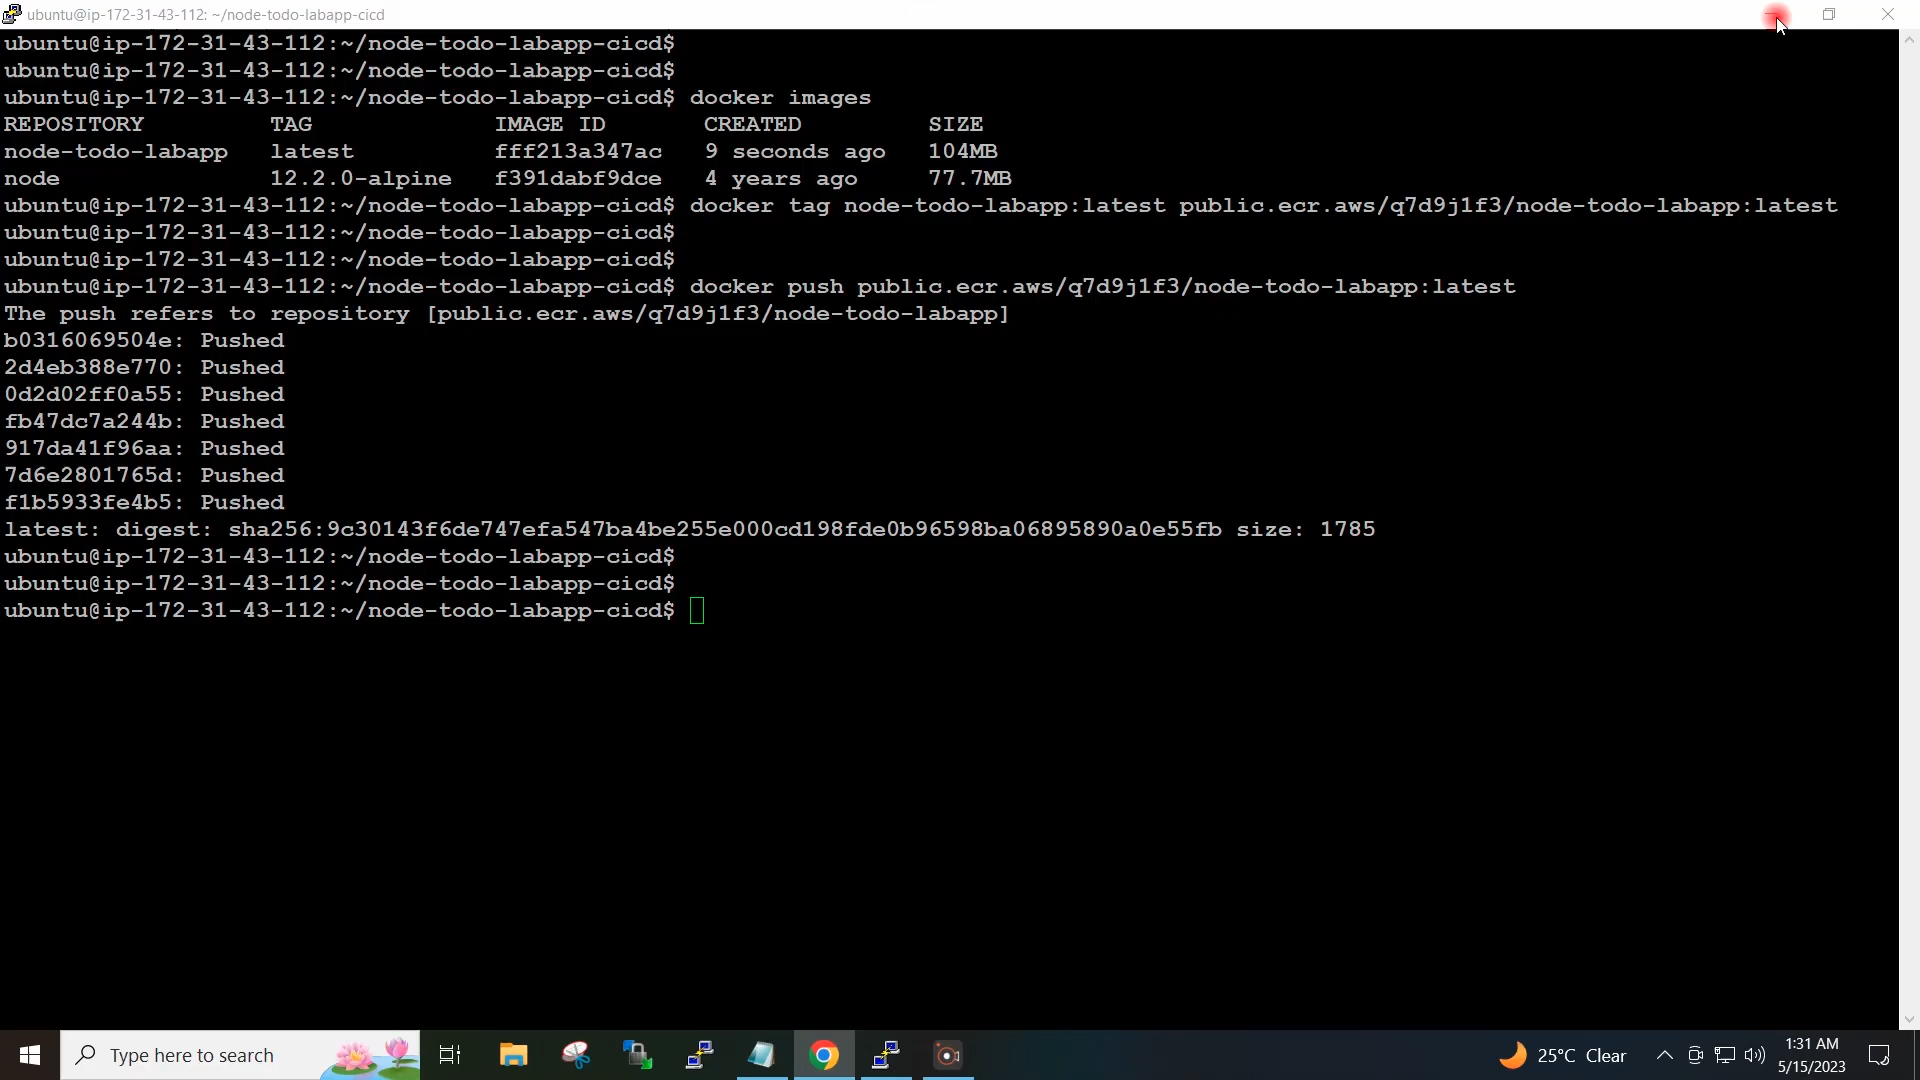 ubuntu@ip-172-31-43-112: ~/node-todo-labapp-cicd
ubuntu@ip-172-31-43-112:~/node-todo-labapp-cicd$
ubuntu@ip-172-31-43-112:~/node-todo-labapp-cicd$
ubuntu@ip-172-31-43-112:~/node-todo-labapp-cicd$ docker images
REPOSITORY TAG IMAGE ID CREATED SIZE
node-todo-labapp latest fff213a347ac 9 seconds ago 104MB
node 12.2.0-alpine f391dabf9dce 4 years ago 77.7MB
ubuntu@ip-172-31-43-112:~/node-todo-labapp-cicd$ docker tag node-todo-labapp:latest public.ecr.aws/q7d9j1f3/node-todo-labapp:latest
ubuntu@ip-172-31-43-112:~/node-todo-labapp-cicd$
ubuntu@ip-172-31-43-112:~/node-todo-labapp-cicd$
ubuntu@ip-172-31-43-112:~/node-todo-labapp-cicd$ docker push public.ecr.aws/q7d9j1f3/node-todo-labapp:latest
The push refers to repository [public.ecr.aws/q7d9j1f3/node-todo-labapp]
b0316069504e: Pushed
2d4eb388e770: Pushed
0d2d02ff0a55: Pushed
fb47dc7a244b: Pushed
917da41f96aa: Pushed
7d6e2801765d: Pushed
f1b5933fe4b5: Pushed
latest: digest: sha256:9c30143f6de747efa547ba4be255e000cd198fde0b96598ba06895890a0e55fb size: 1785
ubuntu@ip-172-31-43-112:~/node-todo-labapp-cicd$
ubuntu@ip-172-31-43-112:~/node-todo-labapp-cicd$
ubuntu@ip-172-31-43-112:~/node-todo-labapp-cicd$
Type here to search
25°C Clear
1:31 AM
5/15/2023